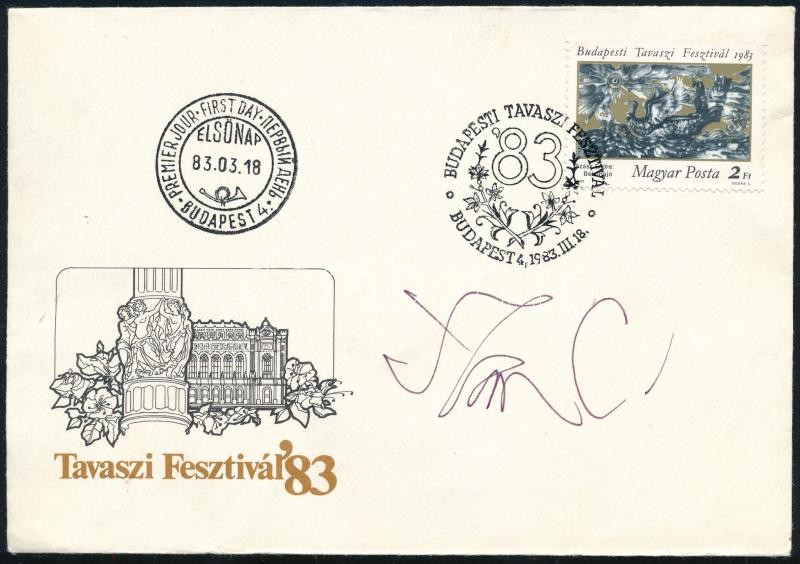 Budapesti Tavaszi Fesztivál 1983
Magyar Posta 2 Ft
PREMIER JOUR · FIRST DAY · ПЕРВЫЙ ДЕНЬ
ELSŐNAP
83.03.18
· BUDAPEST 4. ·
BUDAPESTI TAVASZI FESZTIVÁL
'83
BUDAPEST 4, 1983.III.18.
Tavaszi Fesztivál '83